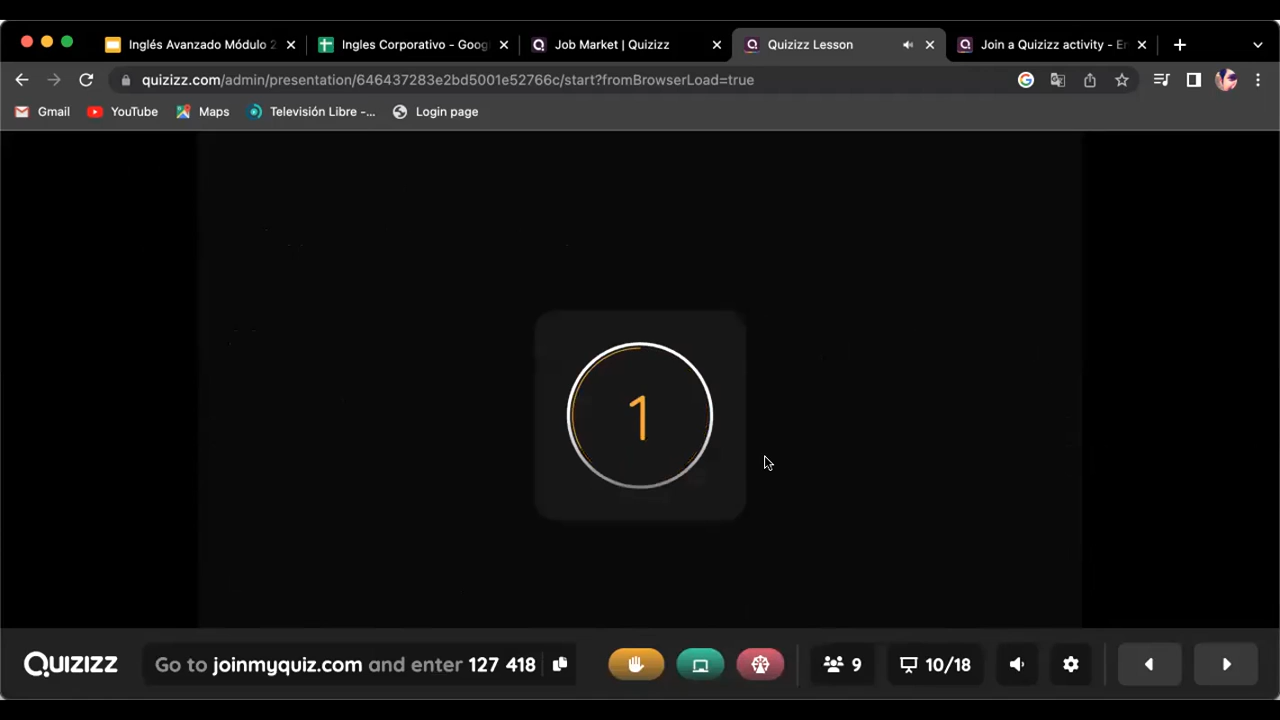 Inglés Avanzado Módulo 2
Ingles Corporativo - Goog
Job Market | Quizizz
Quizizz Lesson
Join a Quizizz activity - En
quizizz.com/admin/presentation/646437283e2bd5001e52766c/start?fromBrowserLoad=true
Gmail
YouTube
Maps
Televisión Libre -...
Login page
1
QUIZIZZ
Go to joinmyquiz.com and enter 127 418
9
10/18